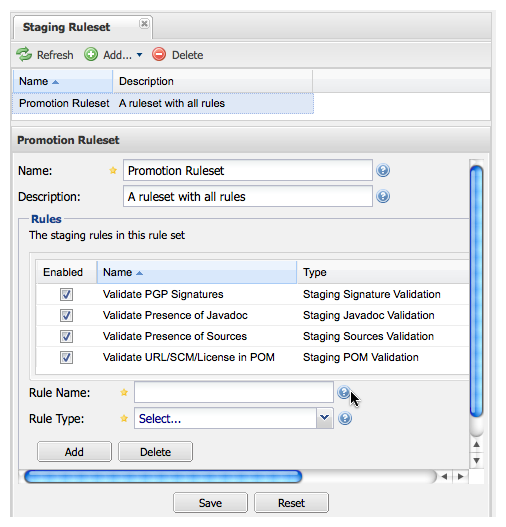 Staging Ruleset
Refresh Add... Delete
Name Description
Promotion Ruleset A ruleset with all rules
Promotion Ruleset
Name: Promotion Ruleset
Description: A ruleset with all rules
Rules
The staging rules in this rule set
Enabled Name Type
Validate PGP Signatures Staging Signature Validation
Validate Presence of Javadoc Staging Javadoc Validation
Validate Presence of Sources Staging Sources Validation
Validate URL/SCM/License in POM Staging POM Validation
Rule Name:
Rule Type: Select...
Add Delete
Save Reset